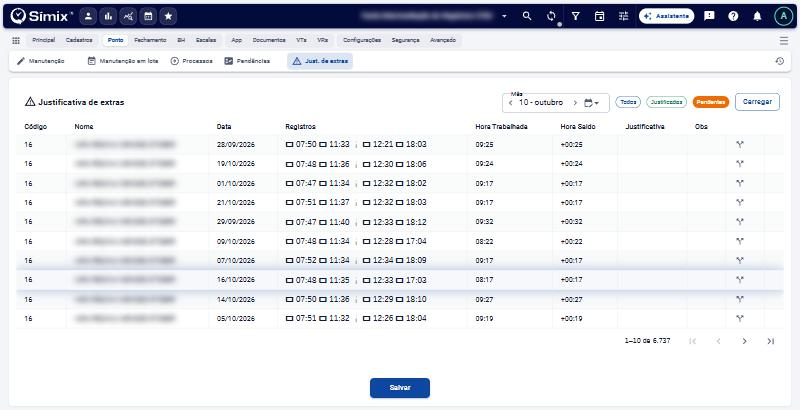 Simix®
Assistente
A
Principal Cadastros Ponto Fechamento BH Escalas App Documentos VTs VRs Configurações Segurança Avançado
Manutenção Manutenção em lote Processos Pendências Just. de extras
Justificativa de extras
Mês
10 - outubro
Todos Justificadas Pendentes Carregar
Código Nome Data Registros Hora Trabalhada Hora Saldo Justificativa Obs
16 28/09/2026 07:50 11:33 12:21 18:03 09:25 +00:25
16 19/10/2026 07:48 11:36 12:30 18:06 09:24 +00:24
16 01/10/2026 07:47 11:34 12:32 18:02 09:17 +00:17
16 21/10/2026 07:51 11:37 12:32 18:03 09:17 +00:17
16 29/09/2026 07:47 11:40 12:33 18:12 09:32 +00:32
16 09/10/2026 07:48 11:34 12:28 17:04 08:22 +00:22
16 07/10/2026 07:52 11:34 12:34 18:09 09:17 +00:17
16 16/10/2026 07:48 11:35 12:33 17:03 08:17 +00:17
16 14/10/2026 07:50 11:36 12:29 18:10 09:27 +00:27
16 05/10/2026 07:51 11:32 12:26 18:04 09:19 +00:19
1–10 de 6.737
Salvar